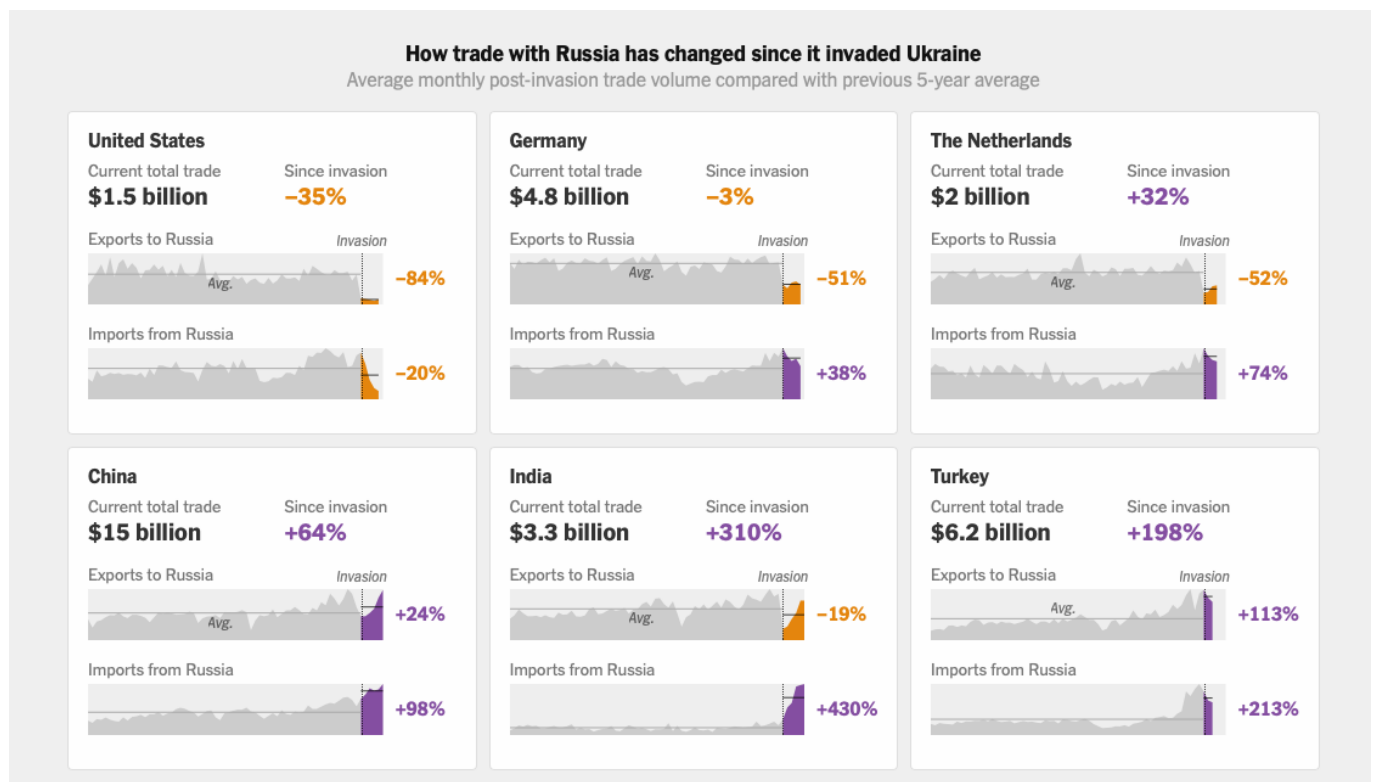 How trade with Russia has changed since it invaded Ukraine
Average monthly post-invasion trade volume compared with previous 5-year average
United States
Current total trade
Since invasion
$1.5 billion
–35%
Exports to Russia
Invasion
Avg.
–84%
Imports from Russia
–20%
Germany
Current total trade
Since invasion
$4.8 billion
–3%
Exports to Russia
Invasion
Avg.
–51%
Imports from Russia
+38%
The Netherlands
Current total trade
Since invasion
$2 billion
+32%
Exports to Russia
Invasion
Avg.
–52%
Imports from Russia
+74%
China
Current total trade
Since invasion
$15 billion
+64%
Exports to Russia
Invasion
Avg.
+24%
Imports from Russia
+98%
India
Current total trade
Since invasion
$3.3 billion
+310%
Exports to Russia
Invasion
Avg.
–19%
Imports from Russia
+430%
Turkey
Current total trade
Since invasion
$6.2 billion
+198%
Exports to Russia
Invasion
Avg.
+113%
Imports from Russia
+213%